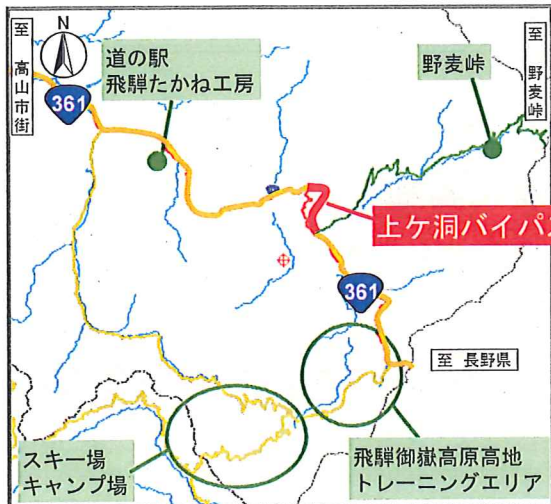 至 高山市街
N
361
道の駅
飛騨たかね工房
野麦峠
至 野麦峠
上ケ洞バイパ
361
至 長野県
スキー場
キャンプ場
飛騨御嶽高原高地
トレーニングエリア